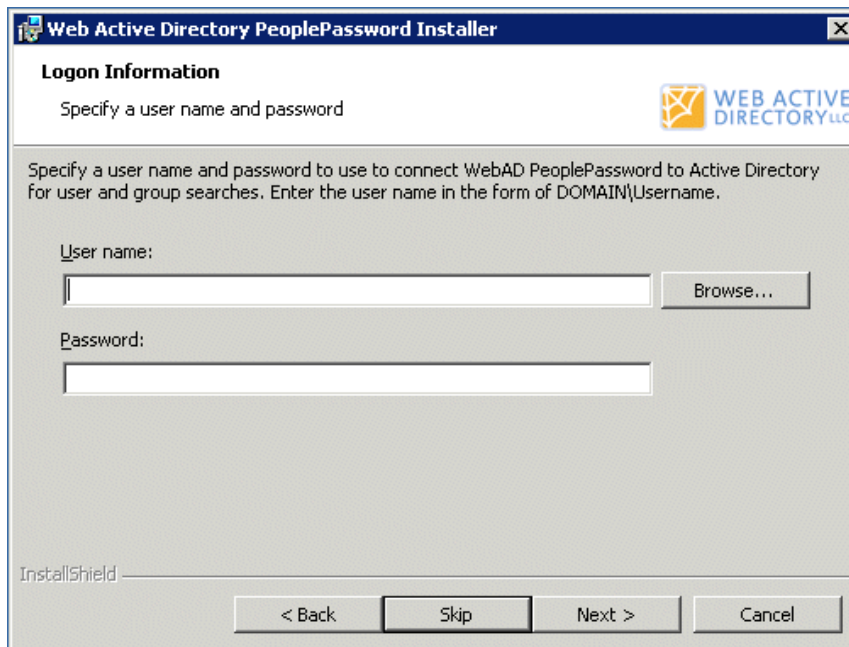 Web Active Directory PeoplePassword Installer
Logon Information
Specify a user name and password
WEB ACTIVE
DIRECTORY LLC
Specify a user name and password to use to connect WebAD PeoplePassword to Active Directory
for user and group searches. Enter the user name in the form of DOMAIN\Username.
User name:
Browse...
Password:
InstallShield
< Back Skip Next > Cancel